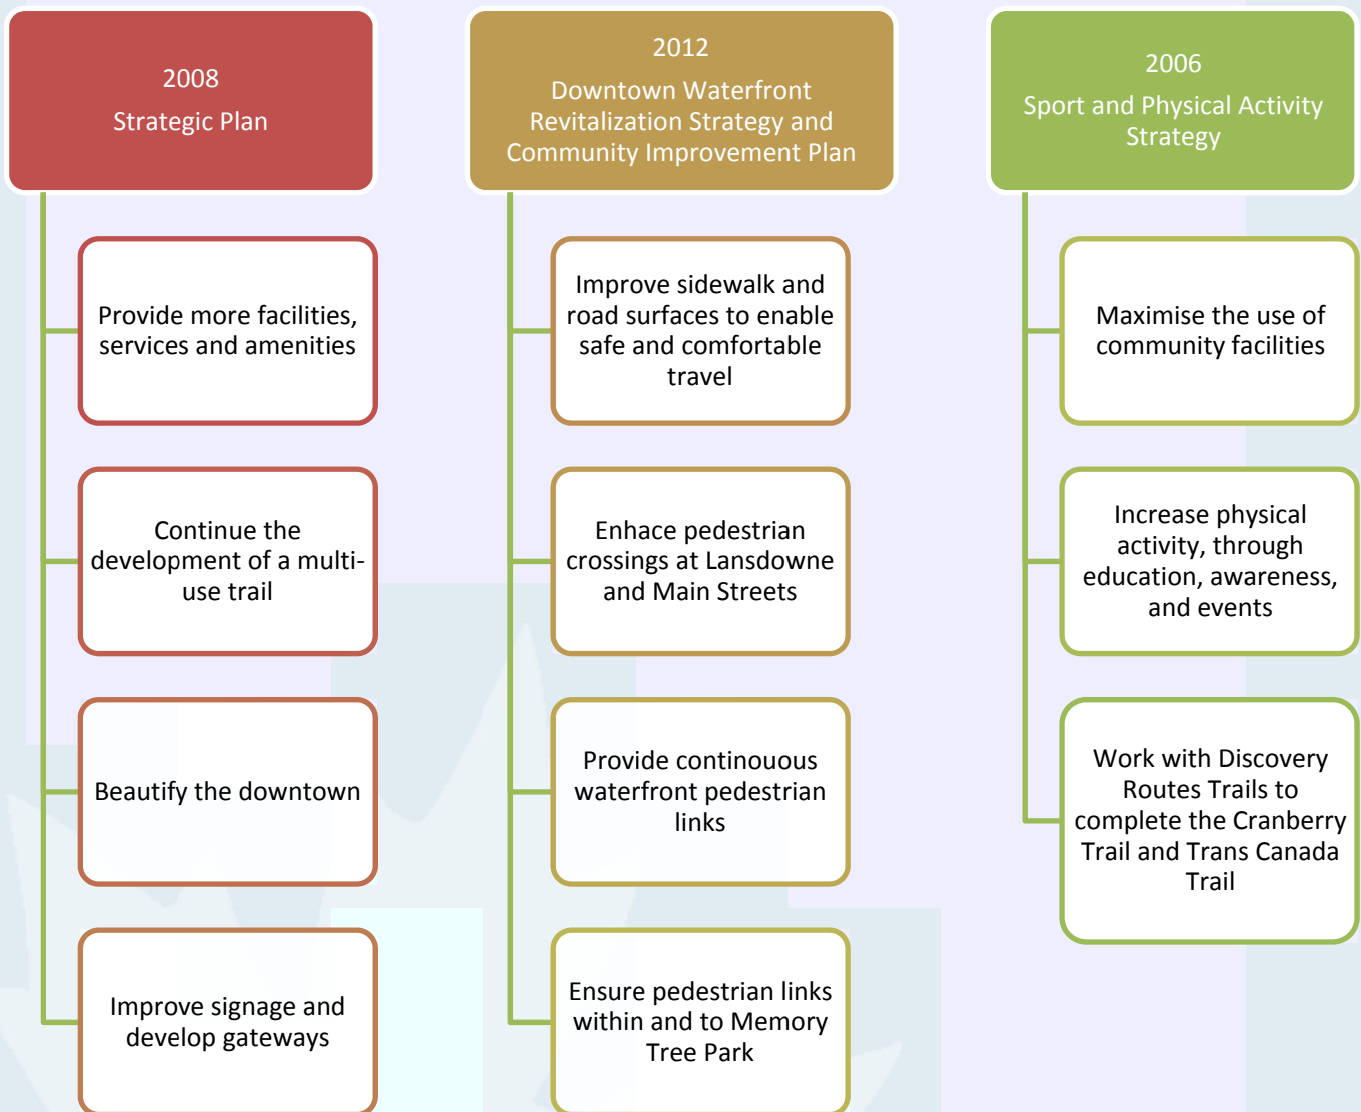 2008
Strategic Plan
Provide more facilities,
services and amenities
Continue the
development of a multi-
use trail
Beautify the downtown
Improve signage and
develop gateways
2012
Downtown Waterfront
Revitalization Strategy and
Community Improvement Plan
Improve sidewalk and
road surfaces to enable
safe and comfortable
travel
Enhace pedestrian
crossings at Lansdowne
and Main Streets
Provide continouous
waterfront pedestrian
links
Ensure pedestrian links
within and to Memory
Tree Park
2006
Sport and Physical Activity
Strategy
Maximise the use of
community facilities
Increase physical
activity, through
education, awareness,
and events
Work with Discovery
Routes Trails to
complete the Cranberry
Trail and Trans Canada
Trail